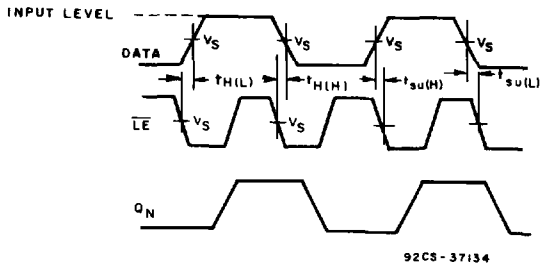 INPUT LEVEL
DATA
VS VS VS VS
tH(L) tH(H) tsu(H) tsu(L)
LE
VS VS
QN
92CS-37134